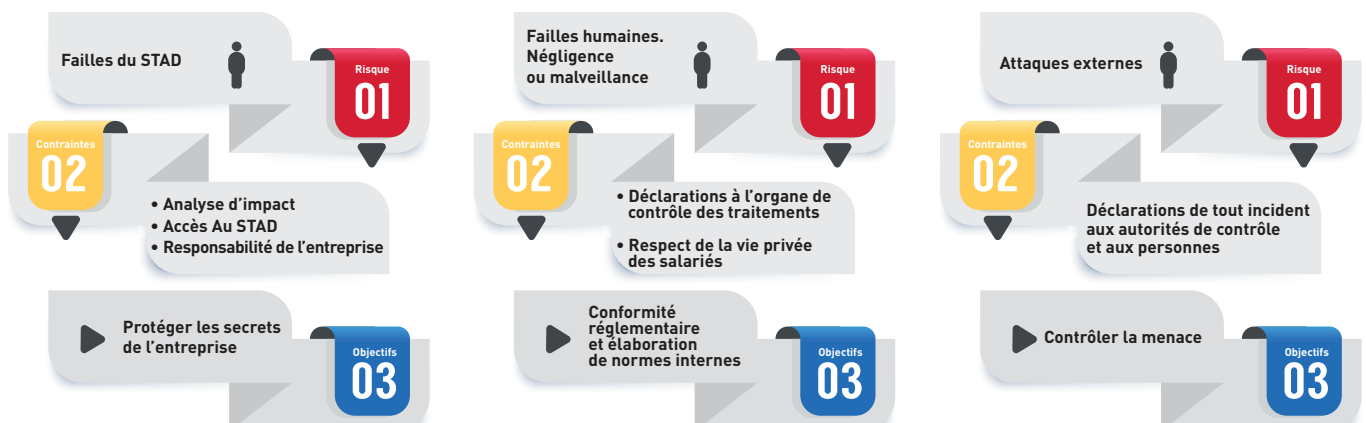 Failles du STAD
Risque
01
Contraintes
02
• Analyse d’impact
• Accès Au STAD
• Responsabilité de l’entreprise
Protéger les secrets
de l’entreprise
Objectifs
03
Failles humaines.
Négligence
ou malveillance
Risque
01
Contraintes
02
• Déclarations à l’organe de
contrôle des traitements
• Respect de la vie privée
des salariés
Conformité
réglementaire
et élaboration
de normes internes
Objectifs
03
Attaques externes
Risque
01
Contraintes
02
Déclarations de tout incident
aux autorités de contrôle
et aux personnes
Contrôler la menace
Objectifs
03